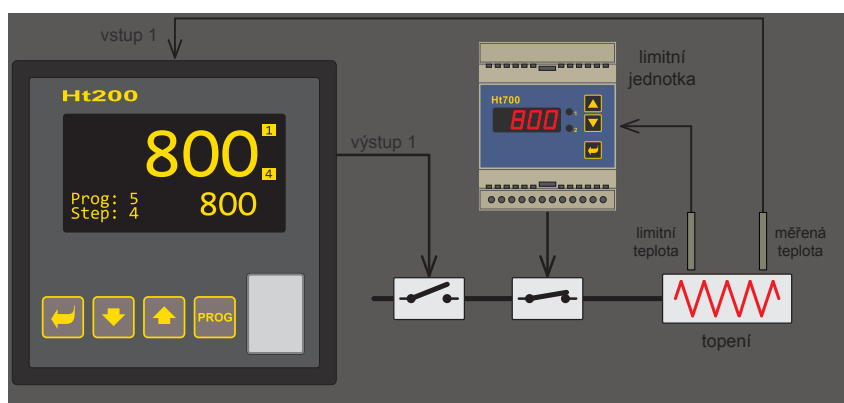 vstup 1
Ht200
800
1
4
Prog: 5
Step: 4
800
PROG
výstup 1
Ht700
800
1
2
limitní
jednotka
limitní
teplota
měřená
teplota
topení